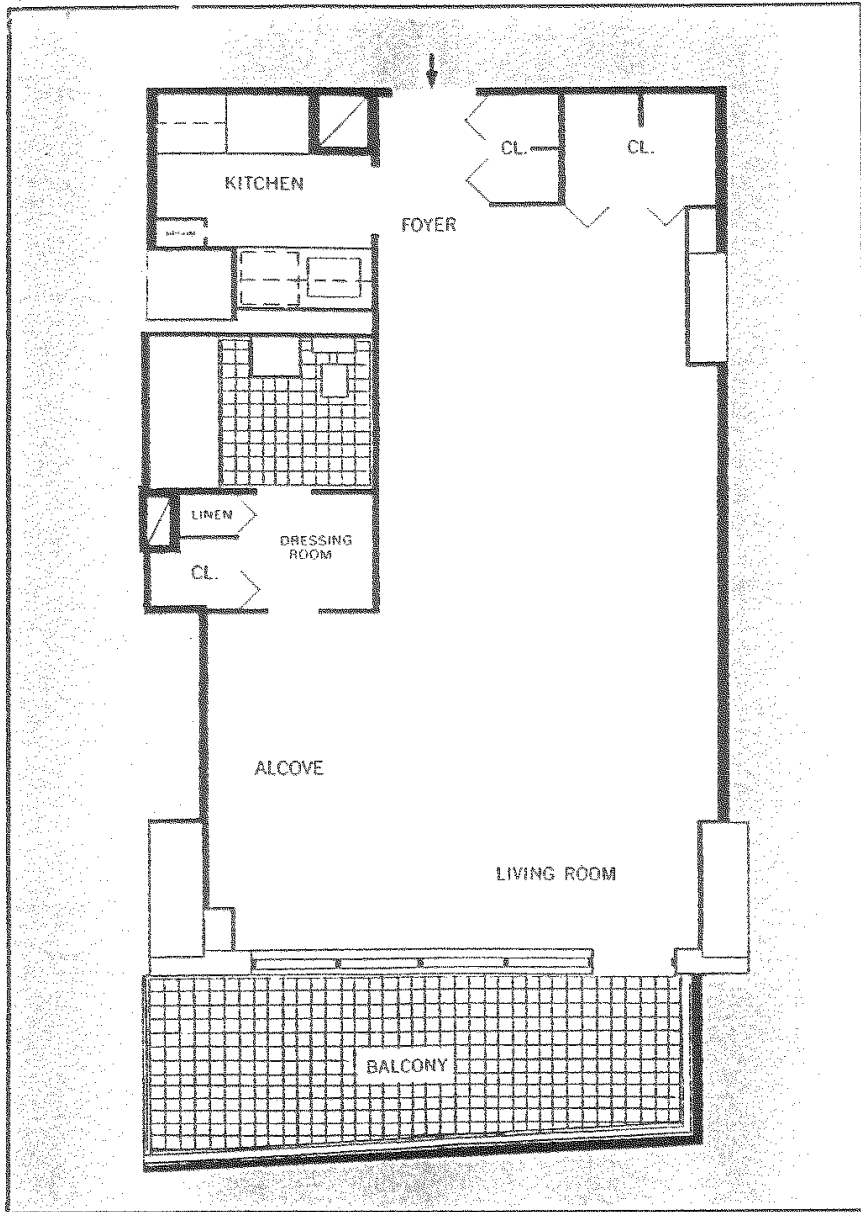 CL.
CL.
KITCHEN
FOYER
LINEN
DRESSING
ROOM
CL.
ALCOVE
LIVING ROOM
BALCONY